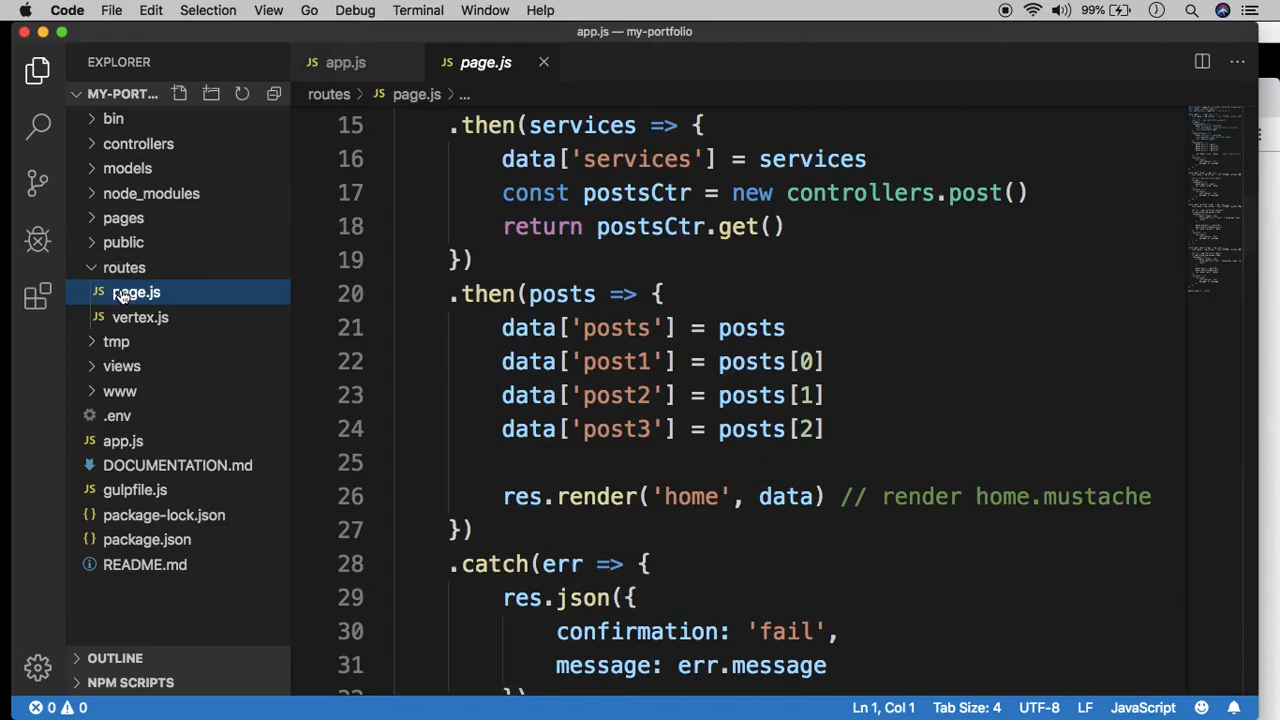 Code File Edit Selection View Go Debug Terminal Window Help 99%
app.js — my-portfolio
EXPLORER
MY-PORT...
bin
controllers
models
node_modules
pages
public
routes
JS page.js
JS vertex.js
tmp
views
www
.env
JS app.js
DOCUMENTATION.md
JS gulpfile.js
{} package-lock.json
{} package.json
README.md
OUTLINE
NPM SCRIPTS
JS app.js JS page.js
routes > JS page.js > ...
15 .then(services => {
16 data['services'] = services
17 const postsCtr = new controllers.post()
18 return postsCtr.get()
19 })
20 .then(posts => {
21 data['posts'] = posts
22 data['post1'] = posts[0]
23 data['post2'] = posts[1]
24 data['post3'] = posts[2]
25
26 res.render('home', data) // render home.mustache
27 })
28 .catch(err => {
29 res.json({
30 confirmation: 'fail',
31 message: err.message
})
0 0 Ln 1, Col 1 Tab Size: 4 UTF-8 LF JavaScript